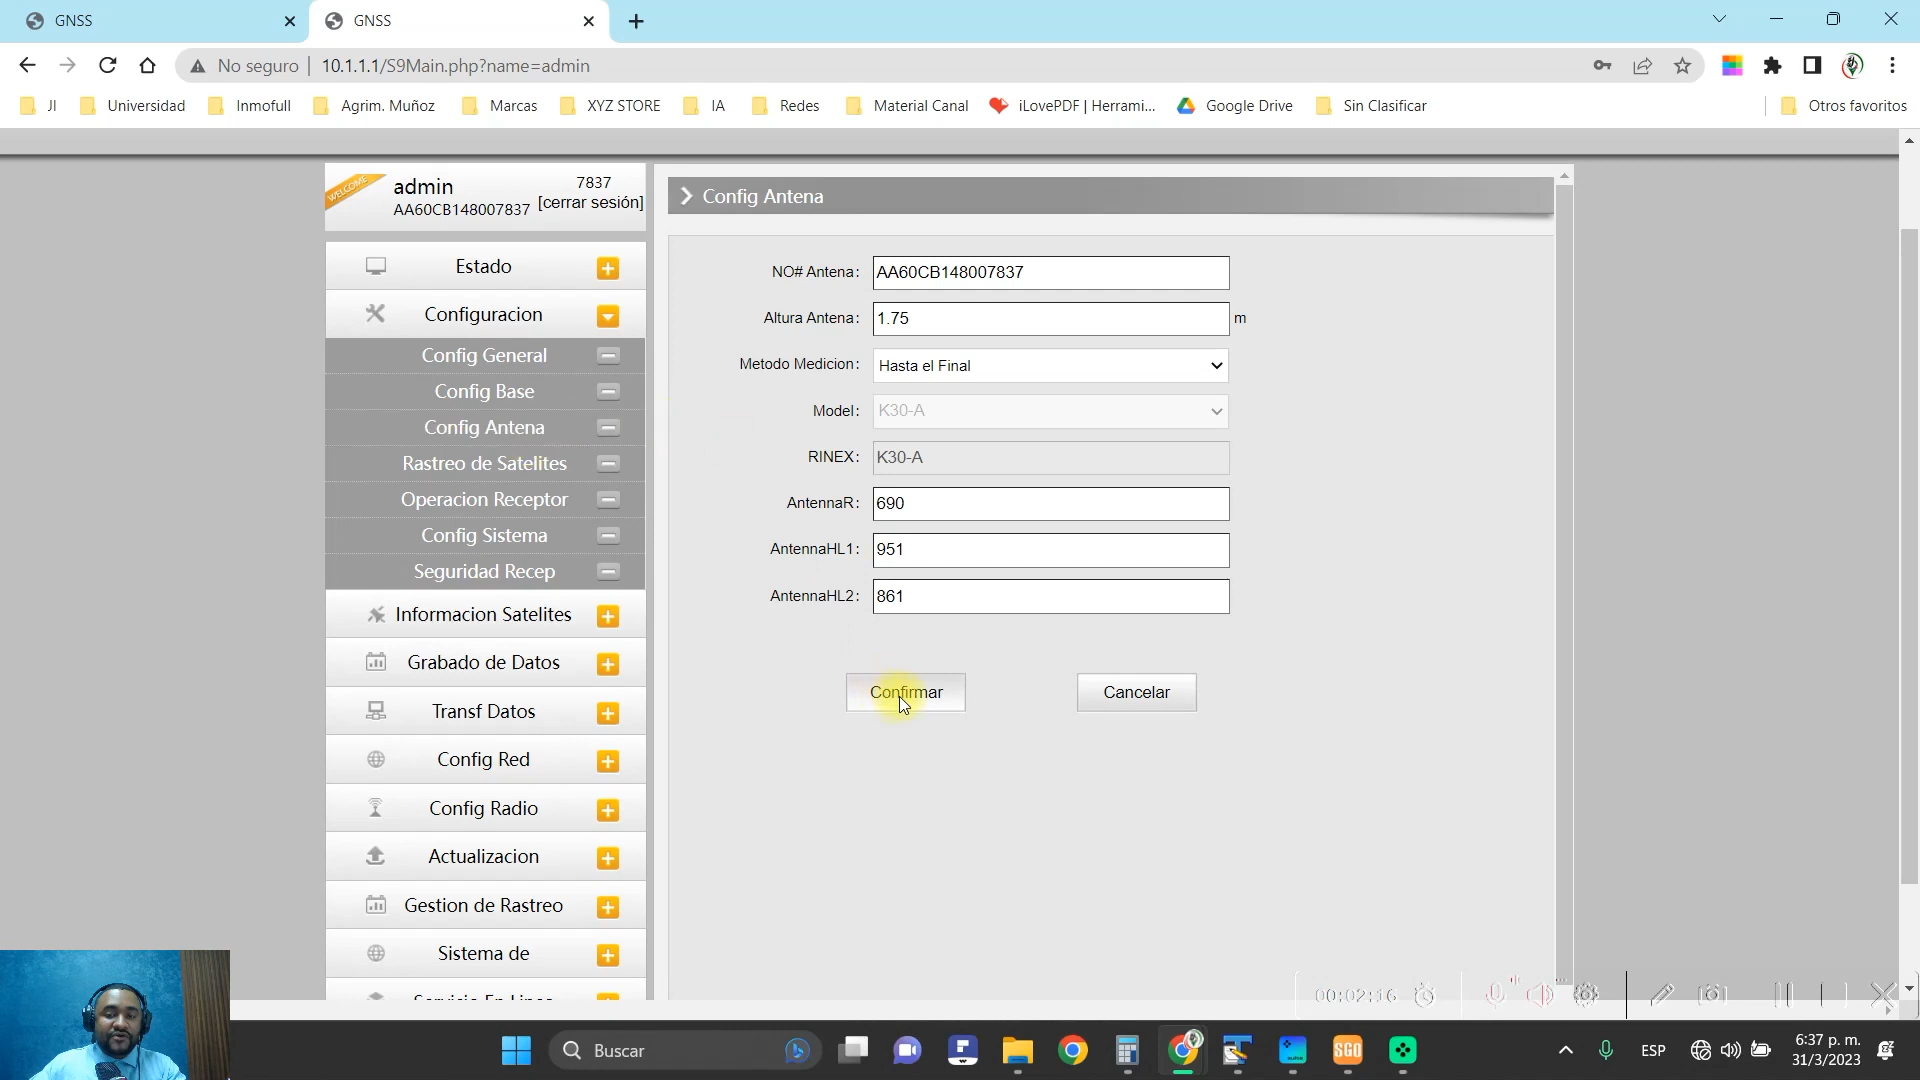 GNSS
GNSS
No seguro
10.1.1.1/S9Main.php?name=admin
JI
Universidad
Inmofull
Agrim. Muñoz
Marcas
XYZ STORE
IA
Redes
Material Canal
iLovePDF | Herrami...
Google Drive
Sin Clasificar
Otros favoritos
WELCOME
admin
7837
AA60CB148007837
[cerrar sesión]
Estado
Configuracion
Config General
Config Base
Config Antena
Rastreo de Satelites
Operacion Receptor
Config Sistema
Seguridad Recep
Informacion Satelites
Grabado de Datos
Transf Datos
Config Red
Config Radio
Actualizacion
Gestion de Rastreo
Sistema de
Config Antena
NO# Antena: AA60CB148007837
Altura Antena: 1.75 m
Metodo Medicion: Hasta el Final
Model: K30-A
RINEX: K30-A
AntennaR: 690
AntennaHL1: 951
AntennaHL2: 861
Confirmar
Cancelar
00:02:16
Buscar
SGO
ESP
6:37 p. m.
31/3/2023